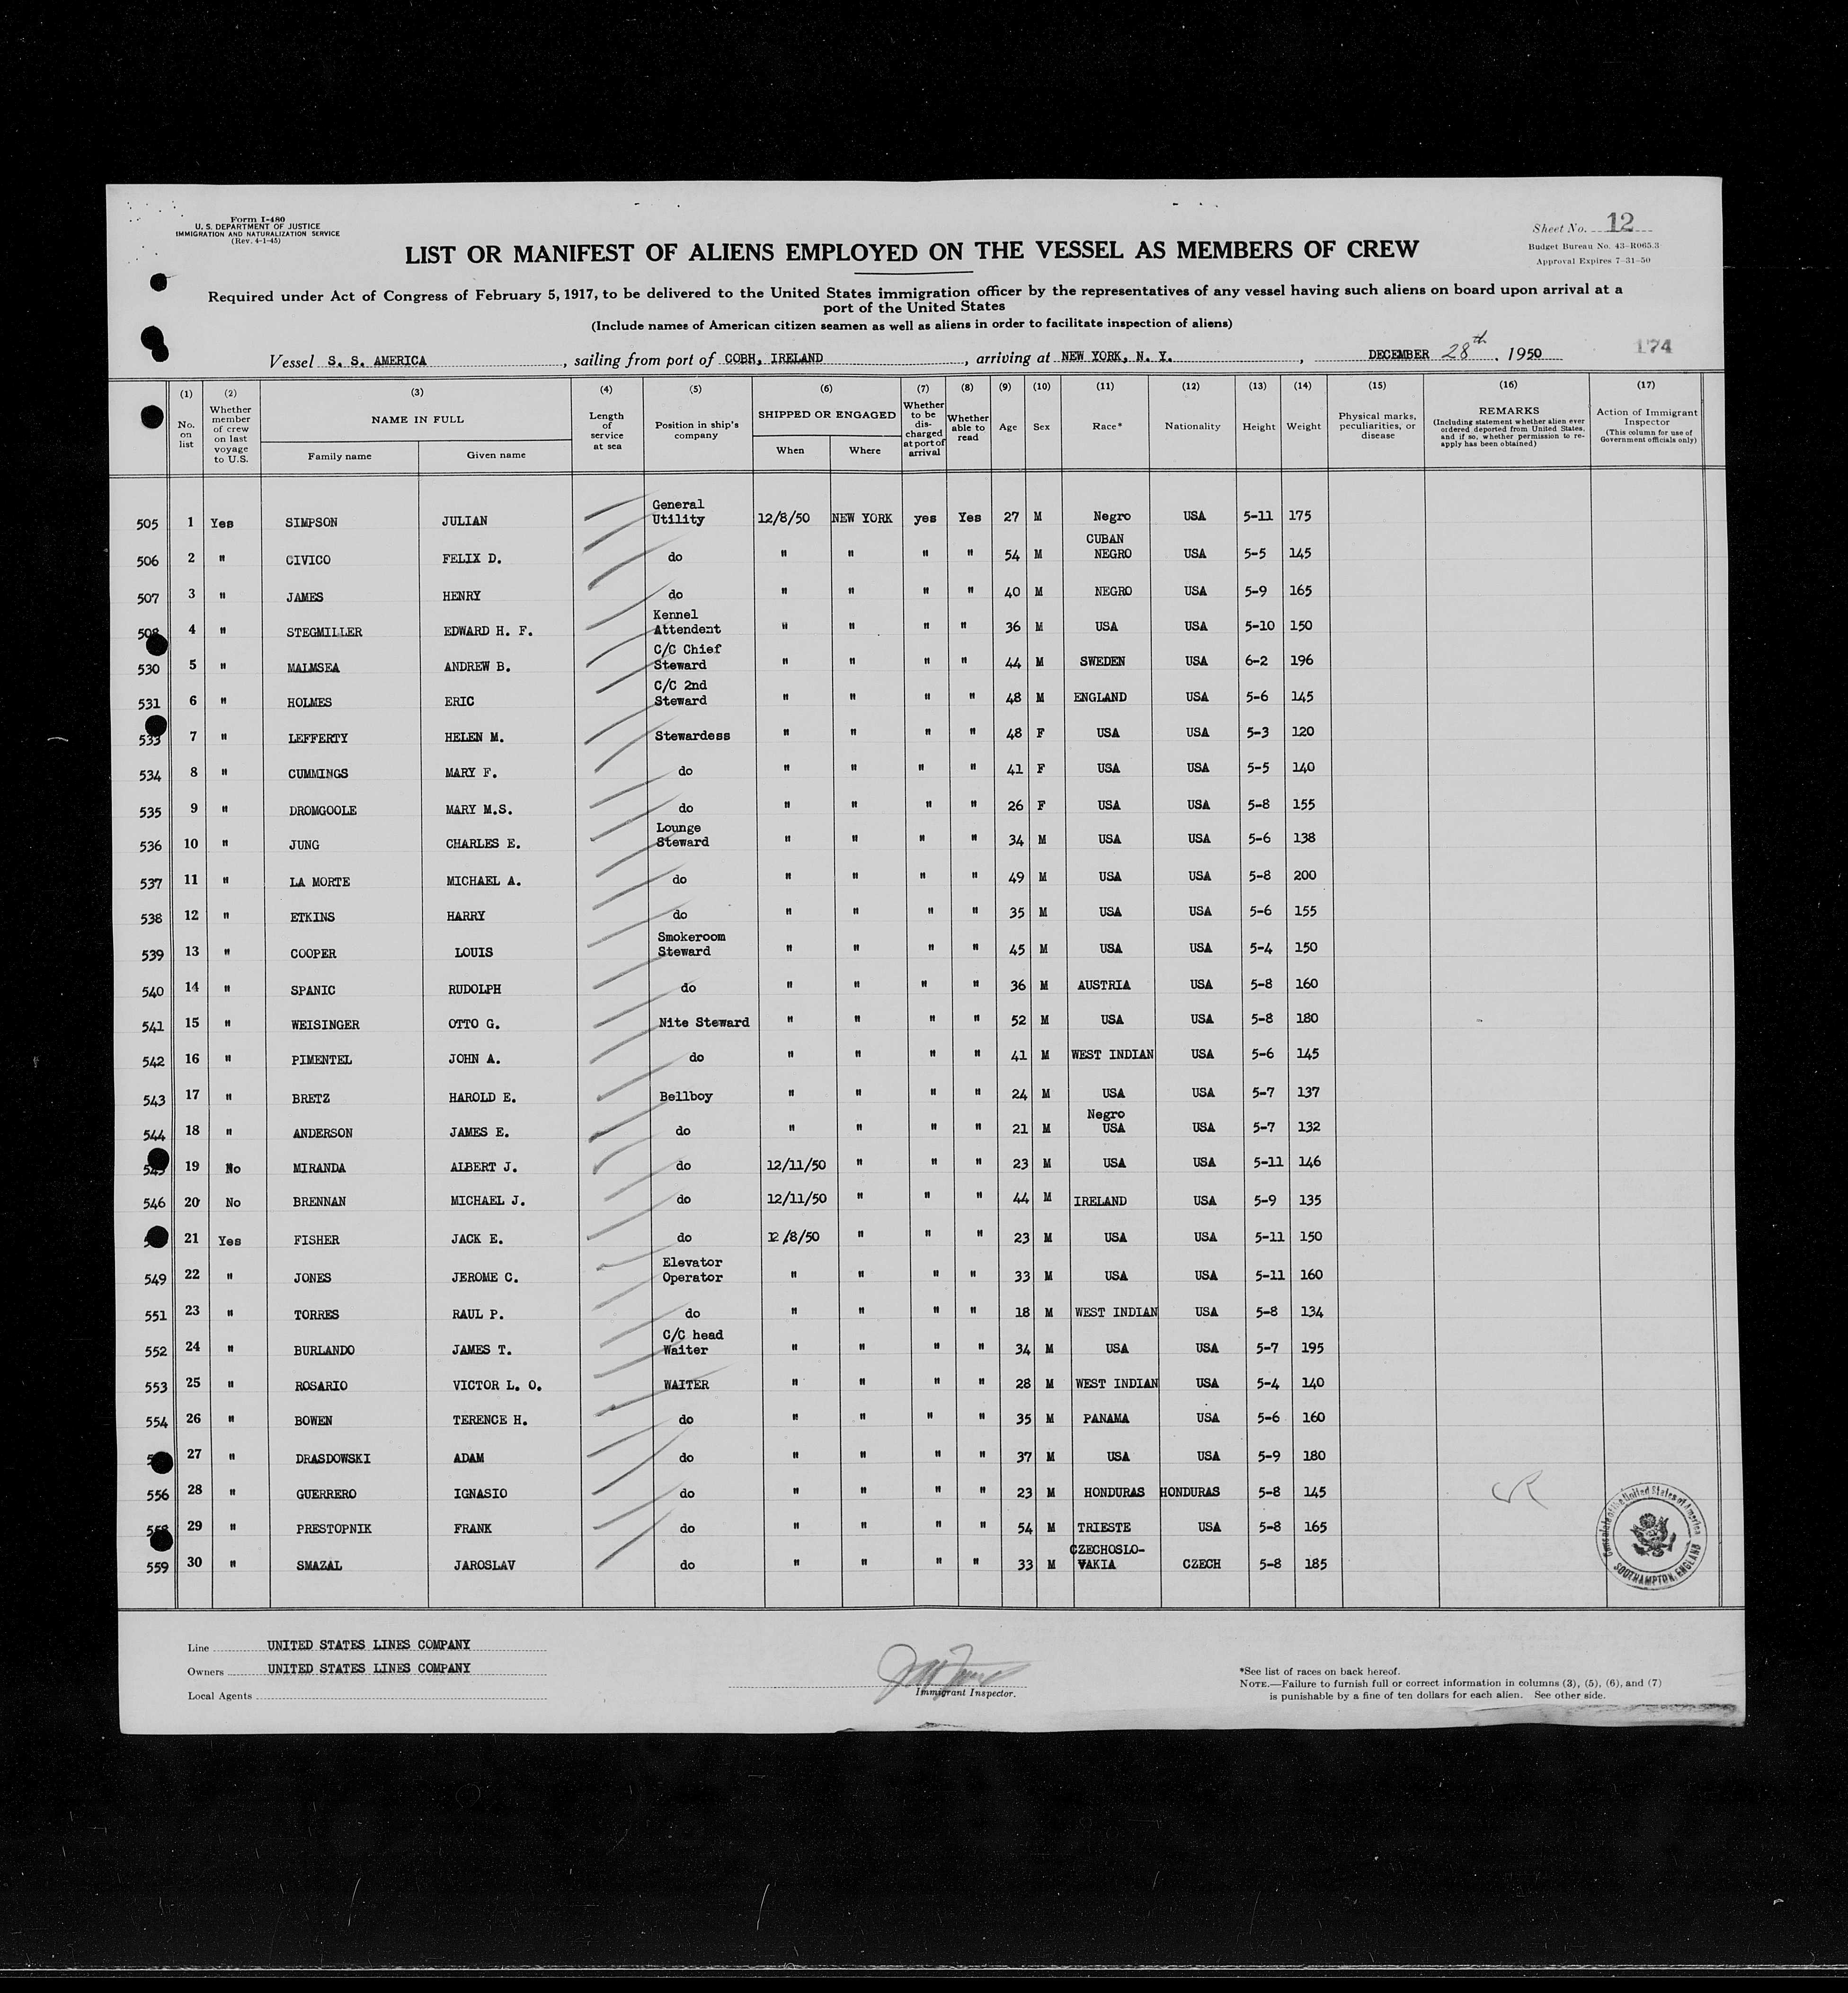 Form I-480
U. S. DEPARTMENT OF JUSTICE
IMMIGRATION AND NATURALIZATION SERVICE
(Rev. 4-1-45)
Sheet No. 12
Budget Bureau No. 43-R065.3
Approval Expires 7-31-50
LIST OR MANIFEST OF ALIENS EMPLOYED ON THE VESSEL AS MEMBERS OF CREW
Required under Act of Congress of February 5, 1917, to be delivered to the United States immigration officer by the representatives of any vessel having such aliens on board upon arrival at a
port of the United States
(Include names of American citizen seamen as well as aliens in order to facilitate inspection of aliens)
Vessel S. S. AMERICA, sailing from port of COBH, IRELAND, arriving at NEW YORK, N. Y., DECEMBER 28th, 1950 174
(1) No. on list
(2) Whether member of crew on last voyage to U.S.
(3) NAME IN FULL
Family name Given name
(4) Length of service at sea
(5) Position in ship's company
(6) SHIPPED OR ENGAGED
When Where
(7) Whether to be discharged at port of arrival
(8) Whether able to read
(9) Age
(10) Sex
(11) Race*
(12) Nationality
(13) Height
(14) Weight
(15) Physical marks, peculiarities, or disease
(16) REMARKS
(Including statement whether alien ever ordered deported from United States, and if so, whether permission to re-apply has been obtained)
(17) Action of Immigrant Inspector
(This column for use of Government officials only)
505 1 Yes SIMPSON JULIAN General Utility 12/8/50 NEW YORK yes Yes 27 M Negro USA 5-11 175
506 2 " CIVICO FELIX D. do " " " " 54 M CUBAN NEGRO USA 5-5 145
507 3 " JAMES HENRY do " " " " 40 M NEGRO USA 5-9 165
508 4 " STEGMILLER EDWARD H. F. Kennel Attendent " " " " 36 M USA USA 5-10 150
530 5 " MALMSEA ANDREW B. C/C Chief Steward " " " " 44 M SWEDEN USA 6-2 196
531 6 " HOLMES ERIC C/C 2nd Steward " " " " 48 M ENGLAND USA 5-6 145
533 7 " LEFFERTY HELEN M. Stewardess " " " " 48 F USA USA 5-3 120
534 8 " CUMMINGS MARY F. do " " " " 41 F USA USA 5-5 140
535 9 " DROMGOOLE MARY M.S. do " " " " 26 F USA USA 5-8 155
536 10 " JUNG CHARLES E. Lounge Steward " " " " 34 M USA USA 5-6 138
537 11 " LA MORTE MICHAEL A. do " " " " 49 M USA USA 5-8 200
538 12 " ETKINS HARRY do " " " " 35 M USA USA 5-6 155
539 13 " COOPER LOUIS Smokeroom Steward " " " " 45 M USA USA 5-4 150
540 14 " SPANIC RUDOLPH do " " " " 36 M AUSTRIA USA 5-8 160
541 15 " WEISINGER OTTO G. Nite Steward " " " " 52 M USA USA 5-8 180
542 16 " PIMENTEL JOHN A. do " " " " 41 M WEST INDIAN USA 5-6 145
543 17 " BRETZ HAROLD E. Bellboy " " " " 24 M USA USA 5-7 137
544 18 " ANDERSON JAMES E. do " " " " 21 M Negro USA USA 5-7 132
545 19 No MIRANDA ALBERT J. do 12/11/50 " " " 23 M USA USA 5-11 146
546 20 No BRENNAN MICHAEL J. do 12/11/50 " " " 44 M IRELAND USA 5-9 135
21 Yes FISHER JACK E. do 12/8/50 " " " 23 M USA USA 5-11 150
549 22 " JONES JEROME C. Elevator Operator " " " " 33 M USA USA 5-11 160
551 23 " TORRES RAUL P. do " " " " 18 M WEST INDIAN USA 5-8 134
552 24 " BURLANDO JAMES T. C/C head Waiter " " " " 34 M USA USA 5-7 195
553 25 " ROSARIO VICTOR L. O. WAITER " " " " 28 M WEST INDIAN USA 5-4 140
554 26 " BOWEN TERENCE H. do " " " " 35 M PANAMA USA 5-6 160
27 " DRASDOWSKI ADAM do " " " " 37 M USA USA 5-9 180
556 28 " GUERRERO IGNASIO do " " " " 23 M HONDURAS HONDURAS 5-8 145
558 29 " PRESTOPNIK FRANK do " " " " 54 M TRIESTE USA 5-8 165
559 30 " SMAZAL JAROSLAV do " " " " 33 M CZECHOSLO-VAKIA CZECH 5-8 185
Consulate of the United States of America
SOUTHAMPTON, ENGLAND
Line UNITED STATES LINES COMPANY
Owners UNITED STATES LINES COMPANY
Local Agents
Immigrant Inspector.
*See list of races on back hereof.
NOTE.—Failure to furnish full or correct information in columns (3), (5), (6), and (7)
is punishable by a fine of ten dollars for each alien. See other side.